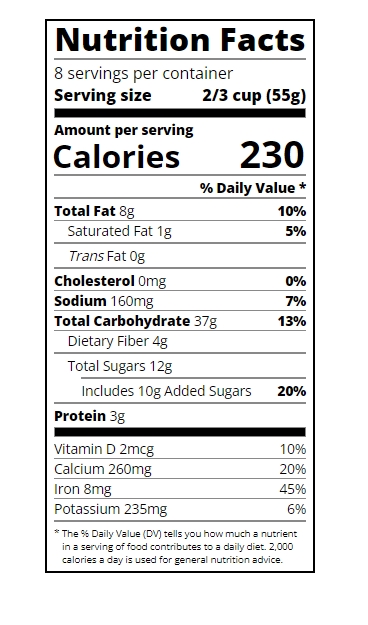 Nutrition Facts
8 servings per container
Serving size 2/3 cup (55g)
Amount per serving
Calories 230
% Daily Value *
Total Fat 8g 10%
Saturated Fat 1g 5%
Trans Fat 0g
Cholesterol 0mg 0%
Sodium 160mg 7%
Total Carbohydrate 37g 13%
Dietary Fiber 4g
Total Sugars 12g
Includes 10g Added Sugars 20%
Protein 3g
Vitamin D 2mcg 10%
Calcium 260mg 20%
Iron 8mg 45%
Potassium 235mg 6%
* The % Daily Value (DV) tells you how much a nutrient
in a serving of food contributes to a daily diet. 2,000
calories a day is used for general nutrition advice.